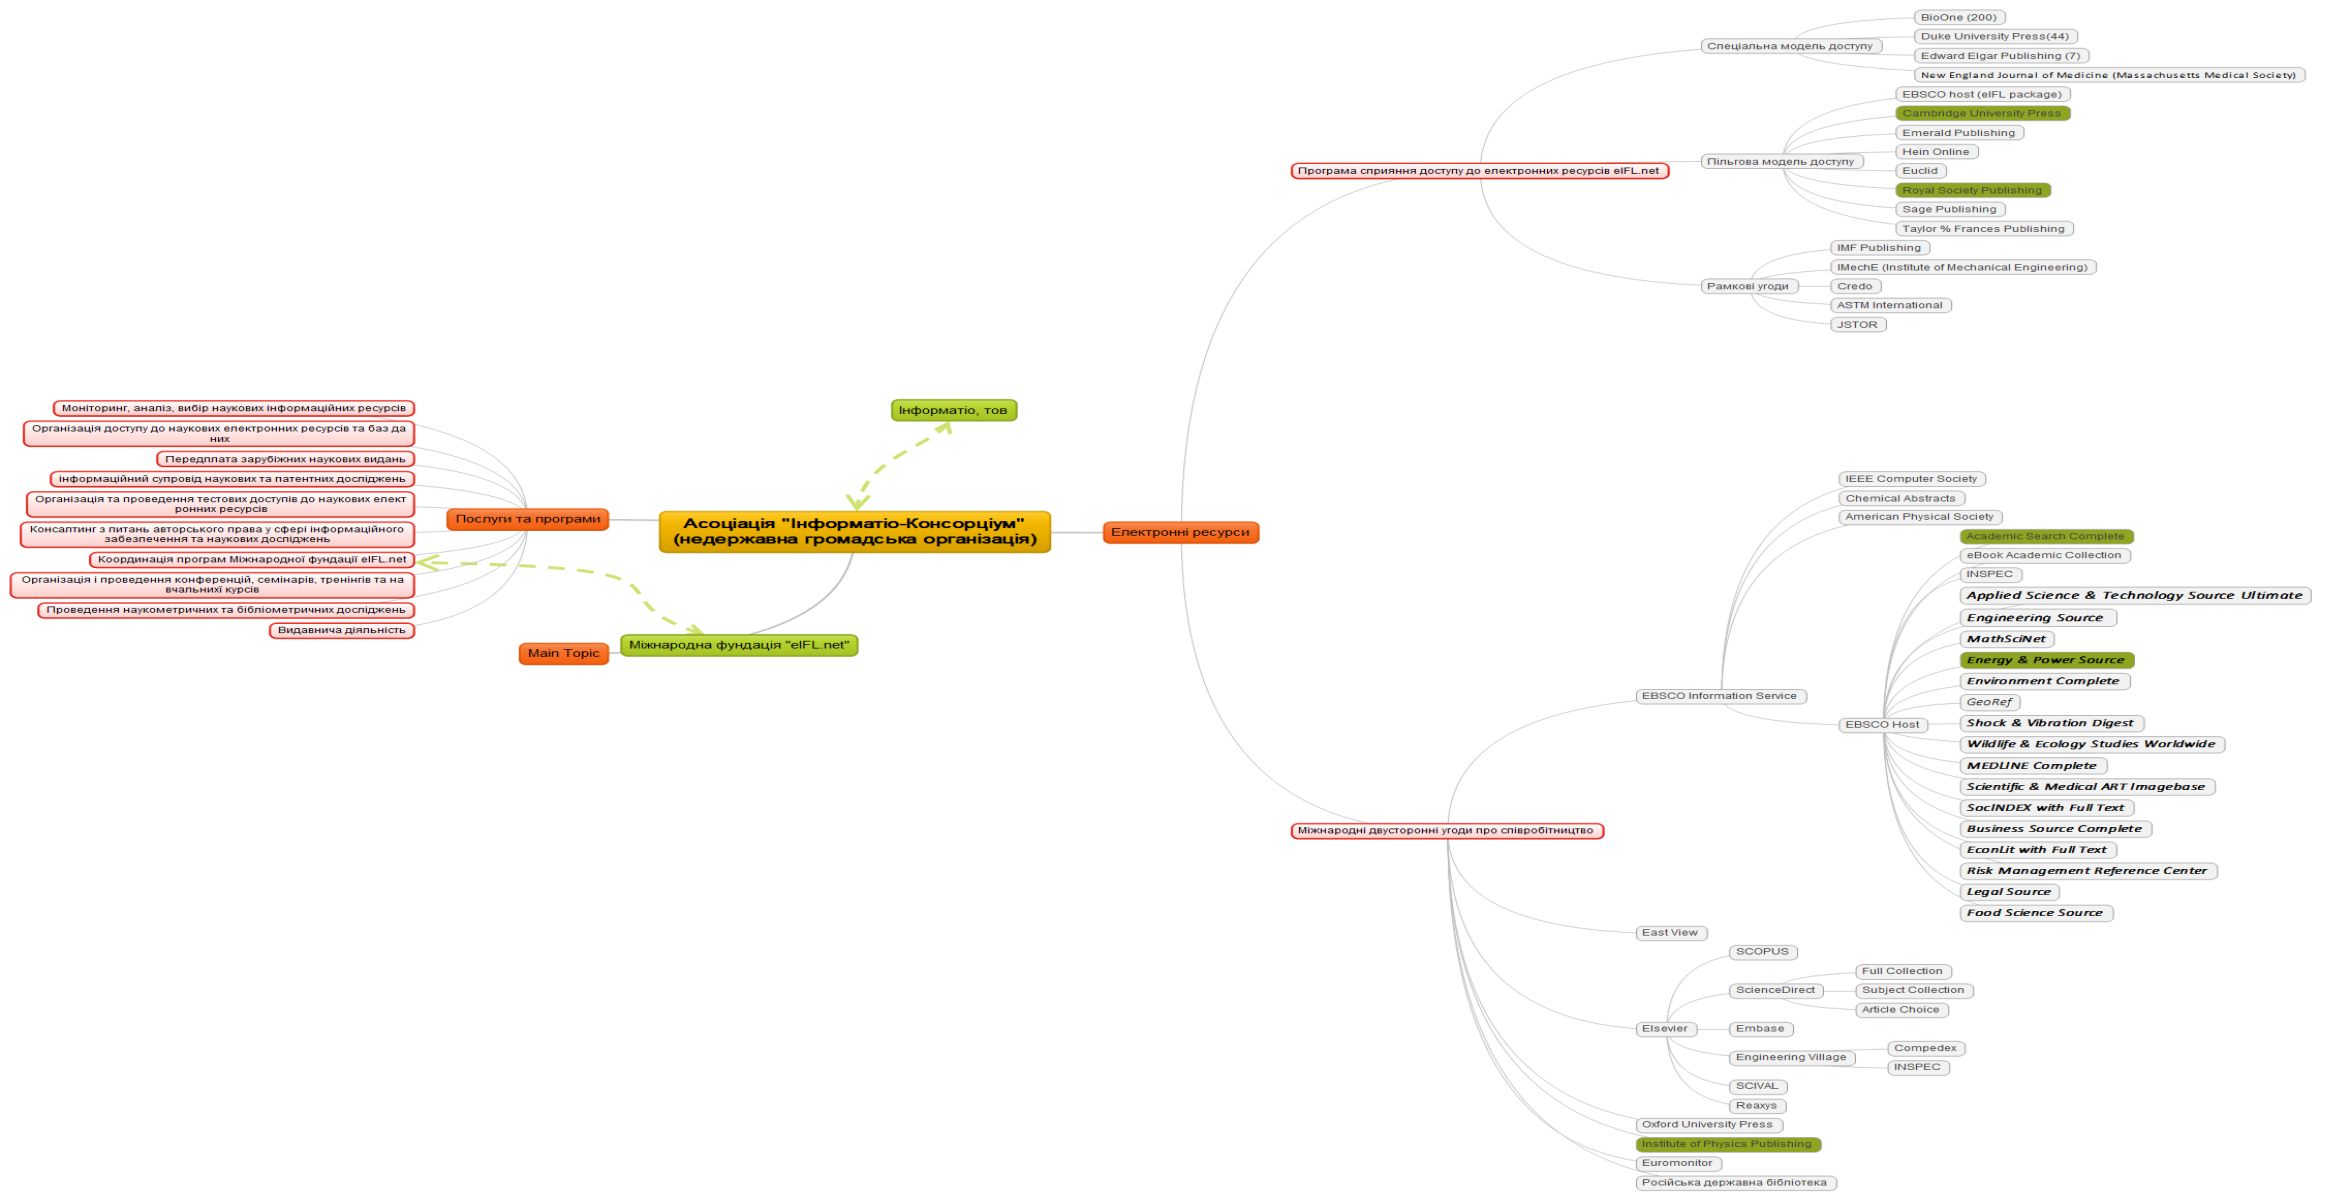 Асоціація "Інформатіо-Консорціум"
(недержавна громадська організація)
Інформатіо, тов
Міжнародна фундація "eIFL.net"
Main Topic
Послуги та програми
Моніторинг, аналіз, вибір наукових інформаційних ресурсів
Організація доступу до наукових електронних ресурсів та баз да
них
Передплата зарубіжних наукових видань
інформаційний супровід наукових та патентних досліджень
Організація та проведення тестових доступів до наукових елект
ронних ресурсів
Консалтинг з питань авторського права у сфері інформаційного
забезпечення та наукових досліджень
Координація програм Міжнародної фундації eIFL.net
Організація і проведення конференцій, семінарів, тренінгів та на
вчальнихї курсів
Проведення наукометричних та бібліометричних досліджень
Видавнича діяльність
Електронні ресурси
Програма сприяння доступу до електронних ресурсів eIFL.net
Спеціальна модель доступу
BioOne (200)
Duke University Press(44)
Edward Elgar Publishing (7)
New England Journal of Medicine (Massachusetts Medical Society)
Пільгова модель доступу
EBSCO host (eIFL package)
Cambridge University Press
Emerald Publishing
Hein Online
Euclid
Royal Society Publishing
Sage Publishing
Taylor % Frances Publishing
Рамкові угоди
IMF Publishing
IMechE (Institute of Mechanical Engineering)
Credo
ASTM International
JSTOR
Міжнародні двусторонні угоди про співробітництво
EBSCO Information Service
IEEE Computer Society
Chemical Abstracts
American Physical Society
EBSCO Host
Academic Search Complete
eBook Academic Collection
INSPEC
Applied Science & Technology Source Ultimate
Engineering Source
MathSciNet
Energy & Power Source
Environment Complete
GeoRef
Shock & Vibration Digest
Wildlife & Ecology Studies Worldwide
MEDLINE Complete
Scientific & Medical ART Imagebase
SocINDEX with Full Text
Business Source Complete
EconLit with Full Text
Risk Management Reference Center
Legal Source
Food Science Source
East View
Elsevier
SCOPUS
ScienceDirect
Full Collection
Subject Collection
Article Choice
Embase
Engineering Village
Compedex
INSPEC
SCIVAL
Reaxys
Oxford University Press
Institute of Physics Publishing
Euromonitor
Російська державна бібліотека